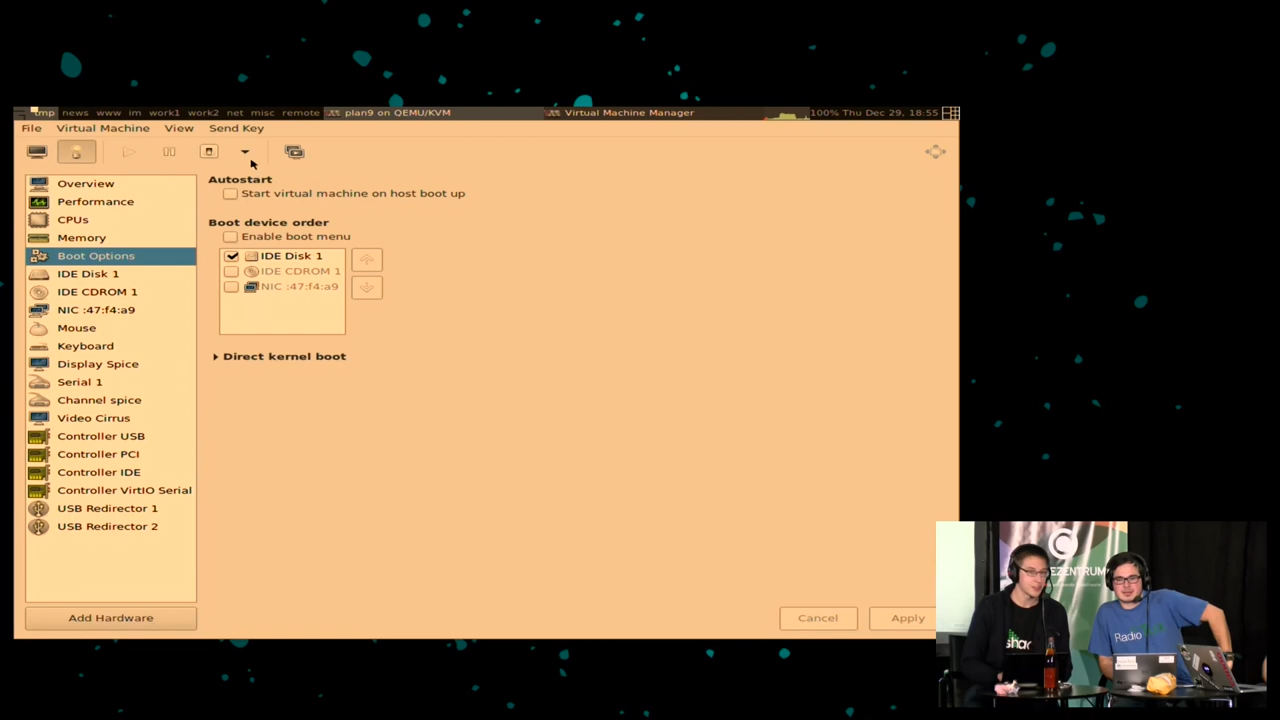 tmp news www im work1 work2 net misc remote plan9 on QEMU/KVM Virtual Machine Manager 100% Thu Dec 29, 18:55
File Virtual Machine View Send Key
Overview
Performance
CPUs
Memory
Boot Options
IDE Disk 1
IDE CDROM 1
NIC :47:f4:a9
Mouse
Keyboard
Display Spice
Serial 1
Channel spice
Video Cirrus
Controller USB
Controller PCI
Controller IDE
Controller VirtIO Serial
USB Redirector 1
USB Redirector 2
Add Hardware
Autostart
Start virtual machine on host boot up
Boot device order
Enable boot menu
IDE Disk 1
IDE CDROM 1
NIC :47:f4:a9
Direct kernel boot
Cancel Apply
EZENTRUM
shac
Radio